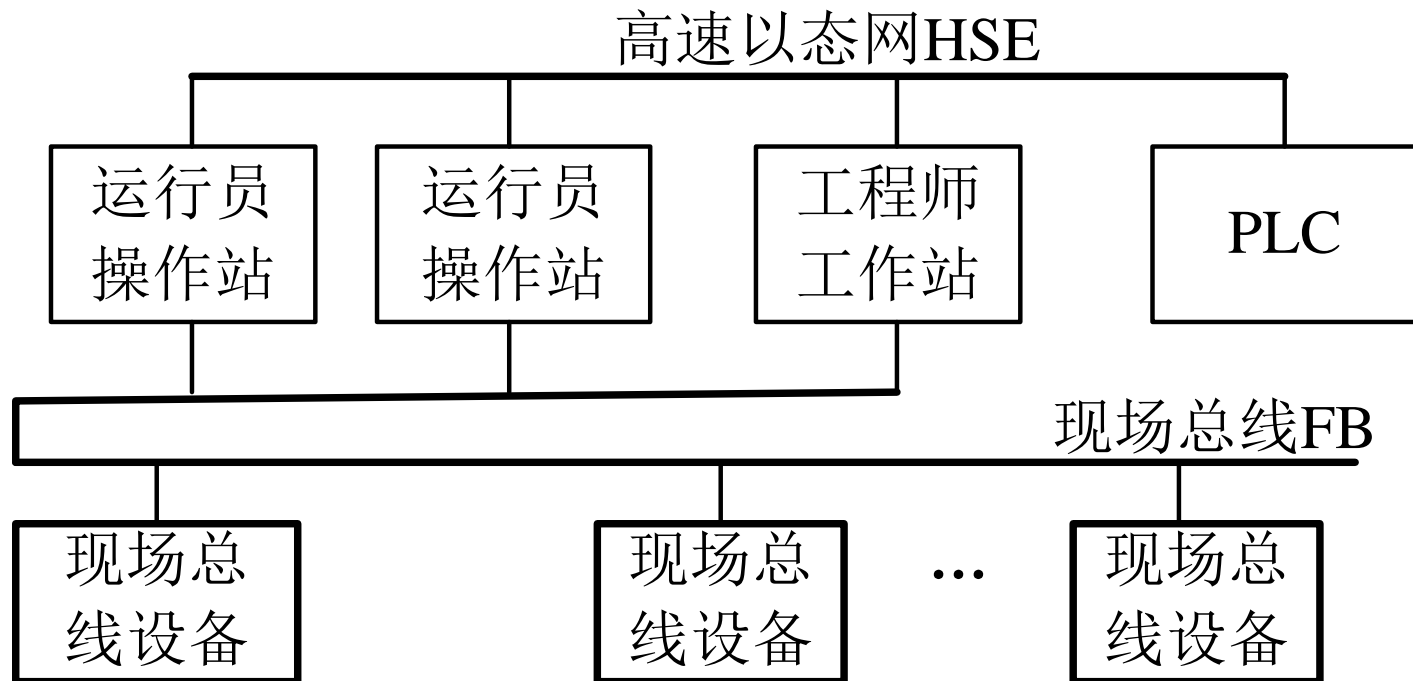 高速以态网HSE
运行员
操作站
运行员
操作站
工程师
工作站
PLC
现场总线FB
现场总
线设备
现场总
线设备
...
现场总
线设备